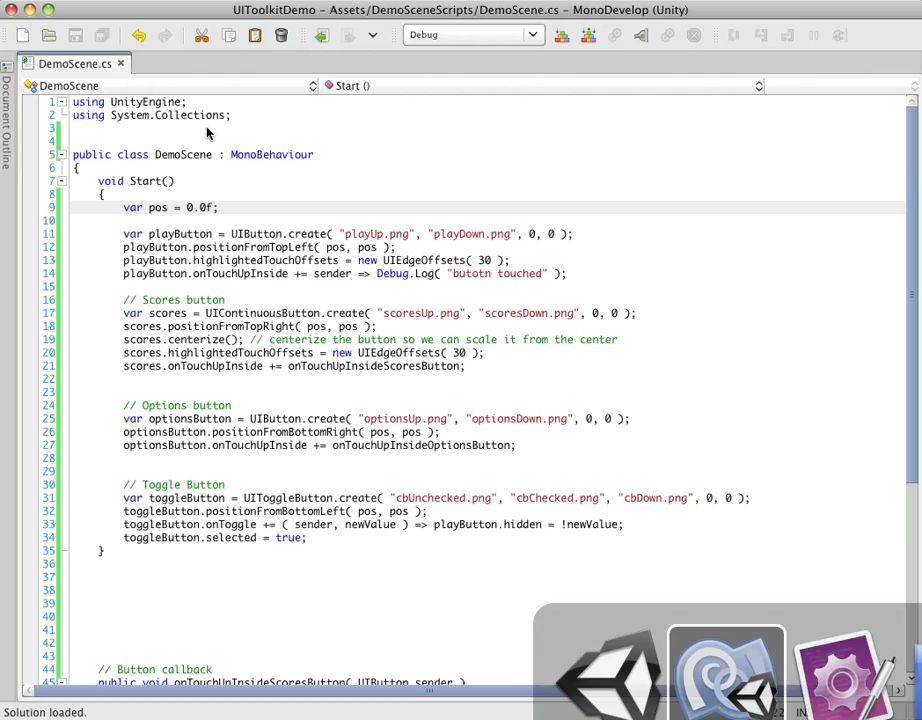 UIToolkitDemo - Assets/DemoSceneScripts/DemoScene.cs - MonoDevelop (Unity)
Debug
DemoScene.cs
DemoScene
Start ()
Document Outline
1 using UnityEngine;
2 using System.Collections;
3
4
5 public class DemoScene : MonoBehaviour
6 {
7 void Start()
8 {
9 var pos = 0.0f;
10
11 var playButton = UIButton.create( "playUp.png", "playDown.png", 0, 0 );
12 playButton.positionFromTopLeft( pos, pos );
13 playButton.highlightedTouchOffsets = new UIEdgeOffsets( 30 );
14 playButton.onTouchUpInside += sender => Debug.Log( "butotn touched" );
15
16 // Scores button
17 var scores = UIContinuousButton.create( "scoresUp.png", "scoresDown.png", 0, 0 );
18 scores.positionFromTopRight( pos, pos );
19 scores.centerize(); // centerize the button so we can scale it from the center
20 scores.highlightedTouchOffsets = new UIEdgeOffsets( 30 );
21 scores.onTouchUpInside += onTouchUpInsideScoresButton;
22
23
24 // Options button
25 var optionsButton = UIButton.create( "optionsUp.png", "optionsDown.png", 0, 0 );
26 optionsButton.positionFromBottomRight( pos, pos );
27 optionsButton.onTouchUpInside += onTouchUpInsideOptionsButton;
28
29
30 // Toggle Button
31 var toggleButton = UIToggleButton.create( "cbUnchecked.png", "cbChecked.png", "cbDown.png", 0, 0 );
32 toggleButton.positionFromBottomLeft( pos, pos );
33 toggleButton.onToggle += ( sender, newValue ) => playButton.hidden = !newValue;
34 toggleButton.selected = true;
35 }
36
37
38
39
40
41
42
43
44 // Button callback
45 public void onTouchUpInsideScoresButton( UIButton sender )
Solution loaded.